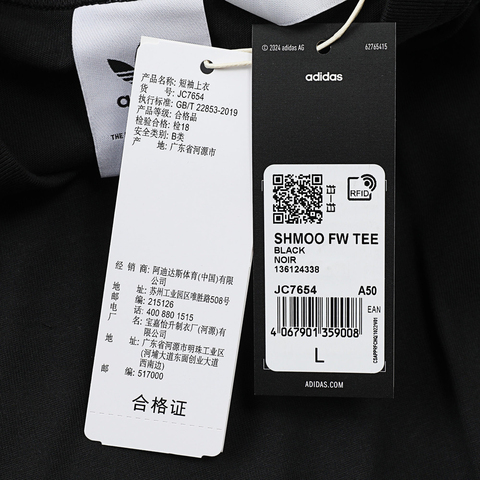 THE
产品名称: 短袖上衣
货 号: JC7654
执行标准: GB/T 22853-2019
产品等级: 合格品
检验合格: 检18
安全类别: B类
产 地: 广东省河源市
经 销 商: 阿迪达斯体育(中国)有限公司
地 址: 苏州工业园区唯胜路508号
邮 编: 215126
电 话: 400 880 1515
厂 名: 宝嘉怡升制衣厂(河源)有限公司
地 址: 广东省河源市明珠工业区
(河埔大道东面创业大道
西南边)
邮 编: 517000
合格证
© 2024 adidas AG 62765415
adidas
RFID
SHMOO FW TEE
BLACK
NOIR
136124338
JC7654 A50
EAN
4 067901 359008
L
ADIDAS.COM